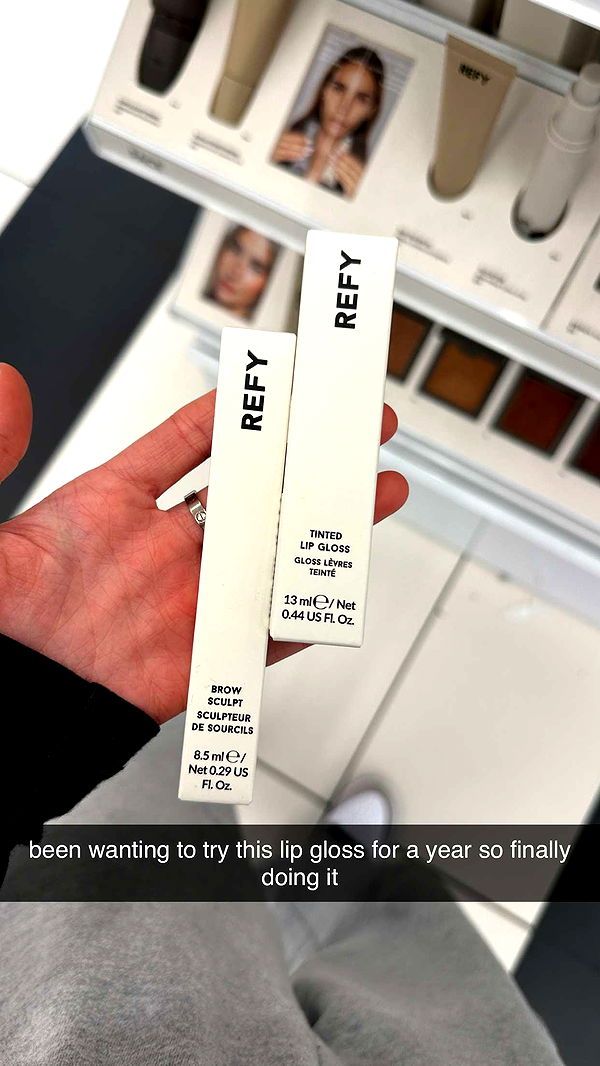 REFY
REFY
REFY
TINTED
LIP GLOSS
GLOSS LÈVRES
TEINTÉ
13 ml℮/ Net
0.44 US Fl. Oz.
BROW
SCULPT
SCULPTEUR
DE SOURCILS
8.5 ml℮/
Net 0.29 US
Fl. Oz.
been wanting to try this lip gloss for a year so finally
doing it